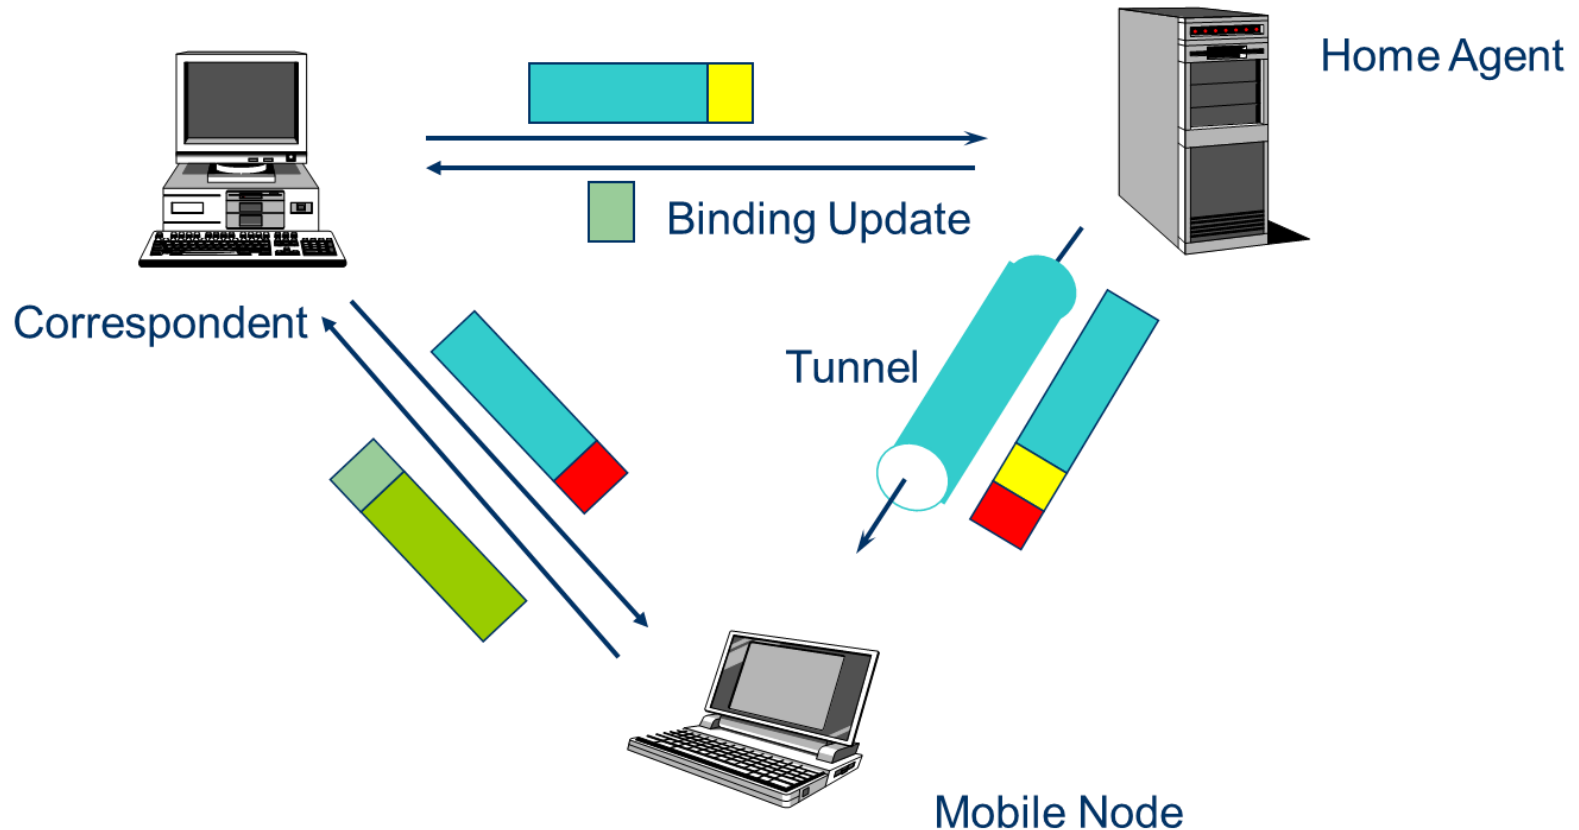 Home Agent
Binding Update
Correspondent
Tunnel
Mobile Node